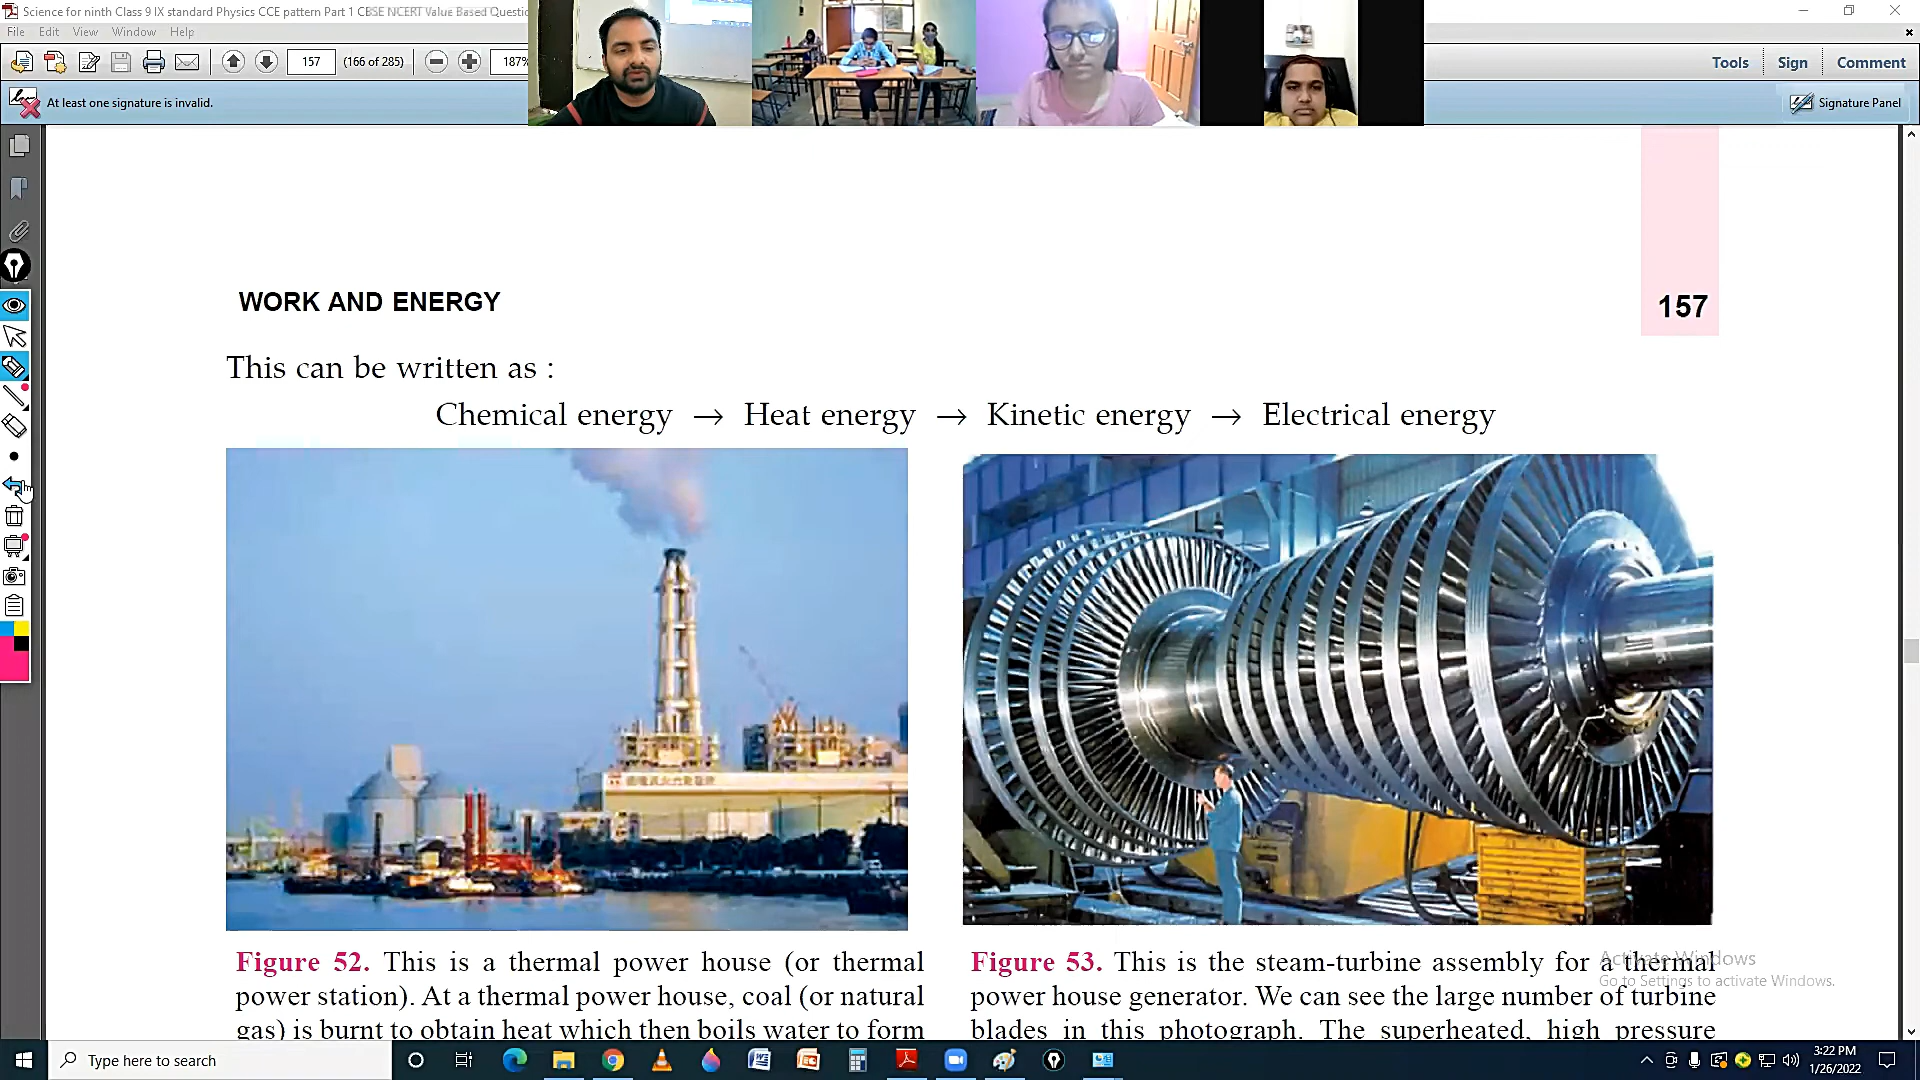 Science for ninth Class 9 IX standard Physics CCE pattern Part 1 CBSE NCERT Value Based Questio
File Edit View Window Help
157 (166 of 285) 187%
Tools Sign Comment
At least one signature is invalid.
Signature Panel
WORK AND ENERGY
157
This can be written as :
Chemical energy → Heat energy → Kinetic energy → Electrical energy
Figure 52. This is a thermal power house (or thermal
power station). At a thermal power house, coal (or natural
gas) is burnt to obtain heat which then boils water to form
Figure 53. This is the steam-turbine assembly for a thermal
power house generator. We can see the large number of turbine
blades in this photograph. The superheated, high pressure
Activate Windows
Go to Settings to activate Windows.
Type here to search
3:22 PM
1/26/2022